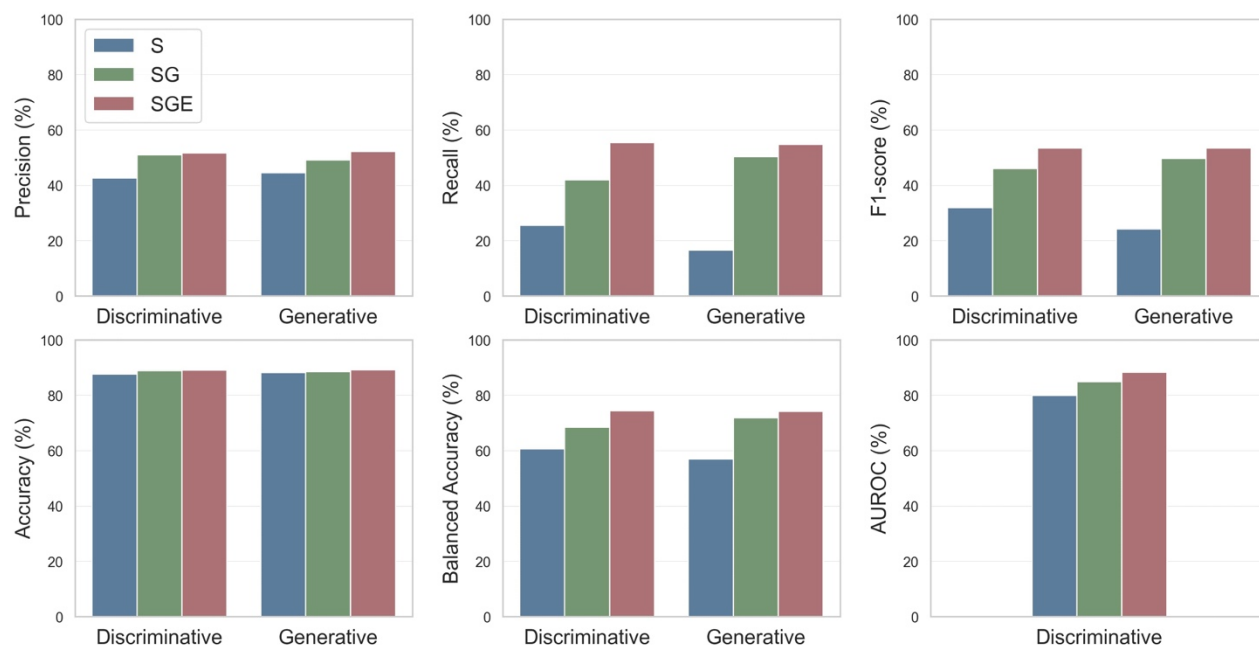 Precision (%)
100
80
60
40
20
0
S
SG
SGE
Discriminative Generative
Recall (%)
100
80
60
40
20
0
Discriminative Generative
F1-score (%)
100
80
60
40
20
0
Discriminative Generative
Accuracy (%)
100
80
60
40
20
0
Discriminative Generative
Balanced Accuracy (%)
100
80
60
40
20
0
Discriminative Generative
AUROC (%)
100
80
60
40
20
0
Discriminative